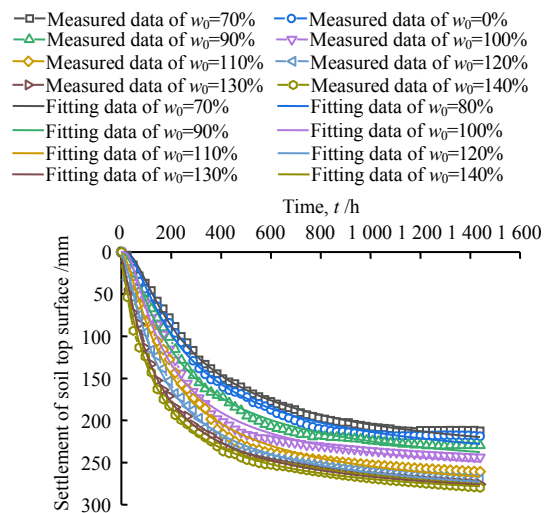 Measured data of w0=70% Measured data of w0=0%
Measured data of w0=90% Measured data of w0=100%
Measured data of w0=110% Measured data of w0=120%
Measured data of w0=130% Measured data of w0=140%
Fitting data of w0=70% Fitting data of w0=80%
Fitting data of w0=90% Fitting data of w0=100%
Fitting data of w0=110% Fitting data of w0=120%
Fitting data of w0=130% Fitting data of w0=140%
Time, t /h
0 200 400 600 800 1 000 1 200 1 400 1 600
0
50
100
150
200
250
300
Settlement of soil top surface /mm